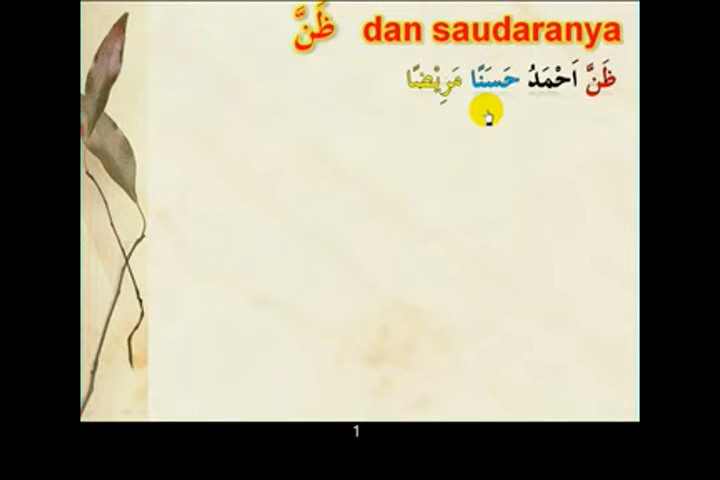 ظَنَّ dan saudaranya
ظَنَّ اَحْمَدُ حَسَنًا مَرِيْضًا
1